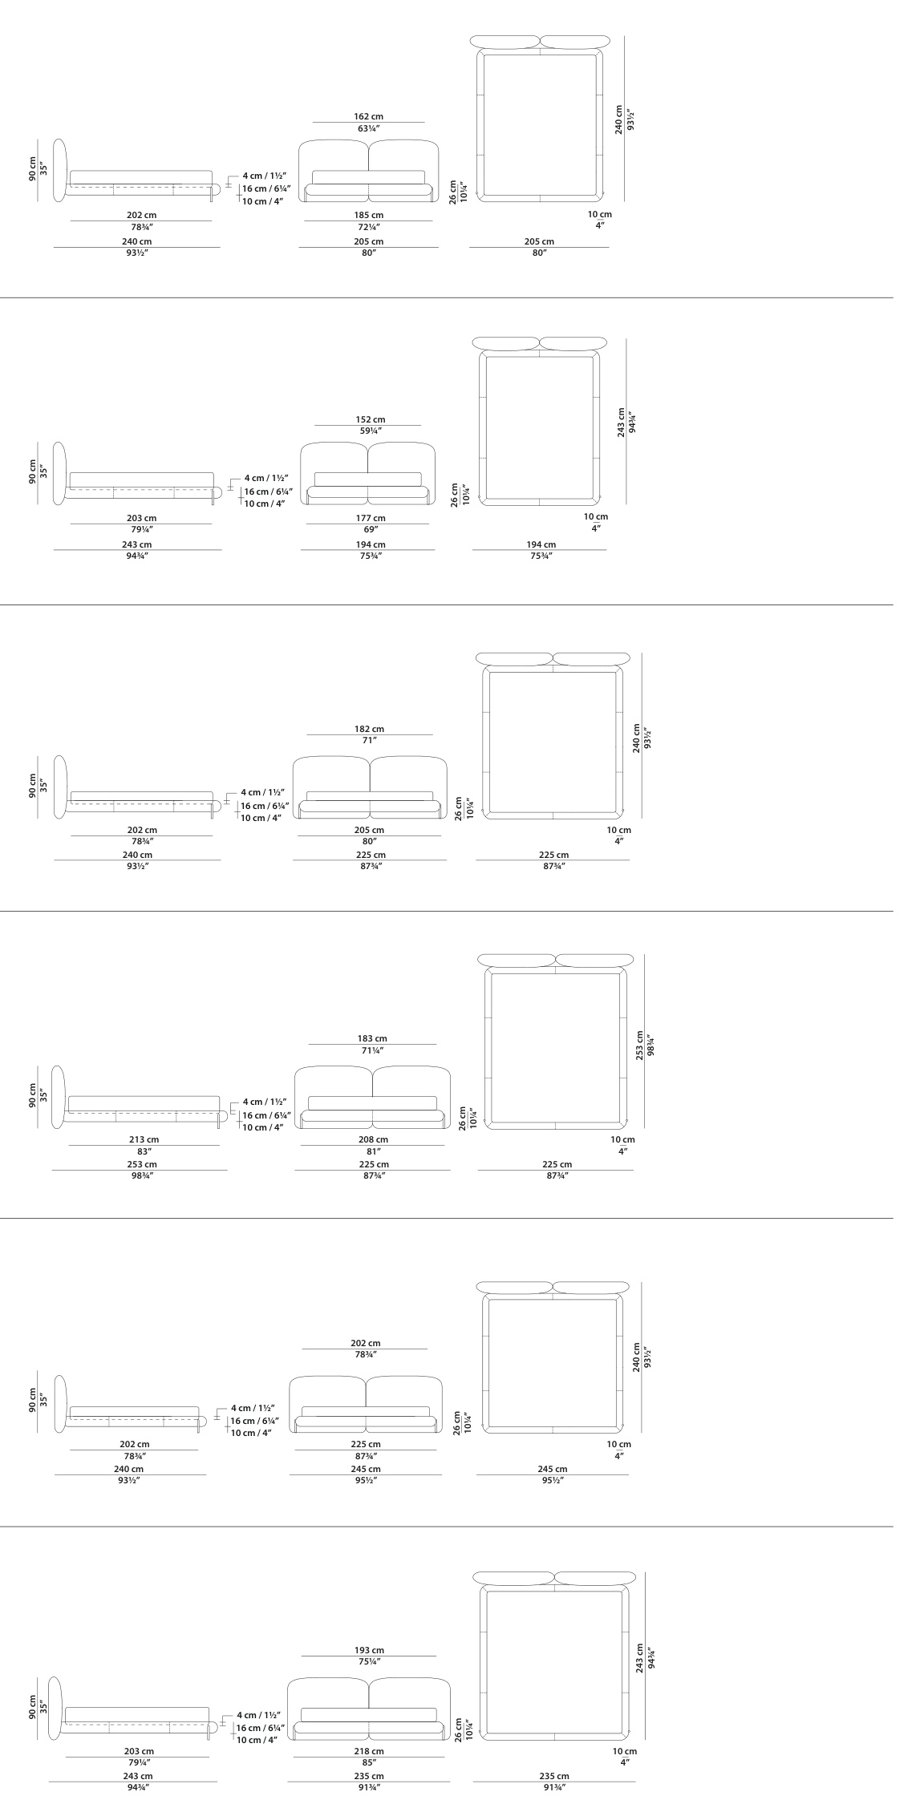 240 cm
93½”
162 cm
63¼”
90 cm
35”
4 cm / 1½”
16 cm / 6¼”
10 cm / 4”
26 cm
10¼”
202 cm
78¾”
185 cm
72¼”
10 cm
4”
240 cm
93½”
205 cm
80”
205 cm
80”
243 cm
94¾”
152 cm
59¼”
90 cm
35”
4 cm / 1½”
16 cm / 6¼”
10 cm / 4”
26 cm
10¼”
203 cm
79¼”
177 cm
69”
10 cm
4”
243 cm
94¾”
194 cm
75¾”
194 cm
75¾”
240 cm
93½”
182 cm
71”
90 cm
35”
4 cm / 1½”
16 cm / 6¼”
10 cm / 4”
26 cm
10¼”
202 cm
78¾”
205 cm
80”
10 cm
4”
240 cm
93½”
225 cm
87¾”
225 cm
87¾”
253 cm
98¾”
183 cm
71¼”
90 cm
35”
4 cm / 1½”
16 cm / 6¼”
10 cm / 4”
26 cm
10¼”
213 cm
83”
208 cm
81”
10 cm
4”
253 cm
98¾”
225 cm
87¾”
225 cm
87¾”
240 cm
93½”
202 cm
78¾”
90 cm
35”
4 cm / 1½”
16 cm / 6¼”
10 cm / 4”
26 cm
10¼”
202 cm
78¾”
225 cm
87¾”
10 cm
4”
240 cm
93½”
245 cm
95½”
245 cm
95½”
243 cm
94¾”
193 cm
75¼”
90 cm
35”
4 cm / 1½”
16 cm / 6¼”
10 cm / 4”
26 cm
10¼”
203 cm
79¼”
218 cm
85”
10 cm
4”
243 cm
94¾”
235 cm
91¾”
235 cm
91¾”